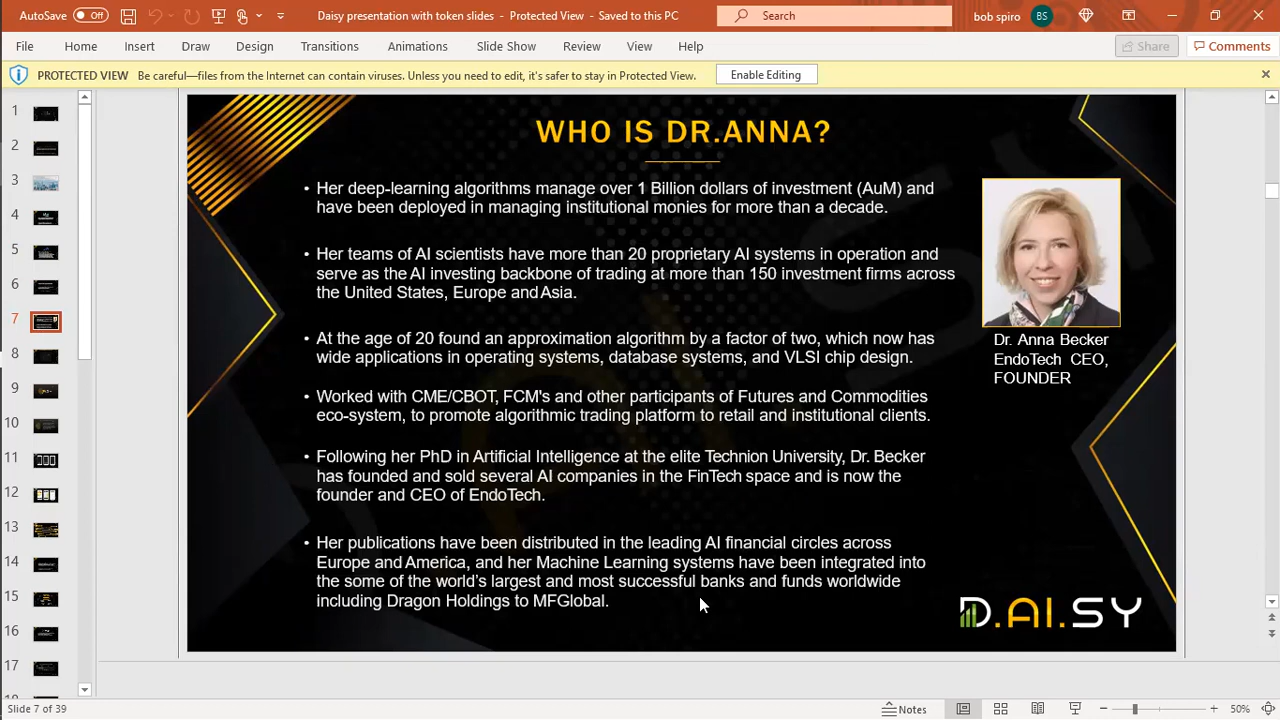 AutoSave Off
Daisy presentation with token slides - Protected View - Saved to this PC
Search
bob spiro BS
File Home Insert Draw Design Transitions Animations Slide Show Review View Help Share Comments
PROTECTED VIEW Be careful—files from the Internet can contain viruses. Unless you need to edit, it's safer to stay in Protected View. Enable Editing
1
2
3
4
5
6
7
8
9
10
11
12
13
14
15
16
17
WHO IS DR.ANNA?
• Her deep-learning algorithms manage over 1 Billion dollars of investment (AuM) and
have been deployed in managing institutional monies for more than a decade.
• Her teams of AI scientists have more than 20 proprietary AI systems in operation and
serve as the AI investing backbone of trading at more than 150 investment firms across
the United States, Europe and Asia.
• At the age of 20 found an approximation algorithm by a factor of two, which now has
wide applications in operating systems, database systems, and VLSI chip design.
• Worked with CME/CBOT, FCM's and other participants of Futures and Commodities
eco-system, to promote algorithmic trading platform to retail and institutional clients.
• Following her PhD in Artificial Intelligence at the elite Technion University, Dr. Becker
has founded and sold several AI companies in the FinTech space and is now the
founder and CEO of EndoTech.
• Her publications have been distributed in the leading AI financial circles across
Europe and America, and her Machine Learning systems have been integrated into
the some of the world's largest and most successful banks and funds worldwide
including Dragon Holdings to MFGlobal.
Dr. Anna Becker
EndoTech CEO,
FOUNDER
D.AI.SY
Slide 7 of 39
Notes
50%